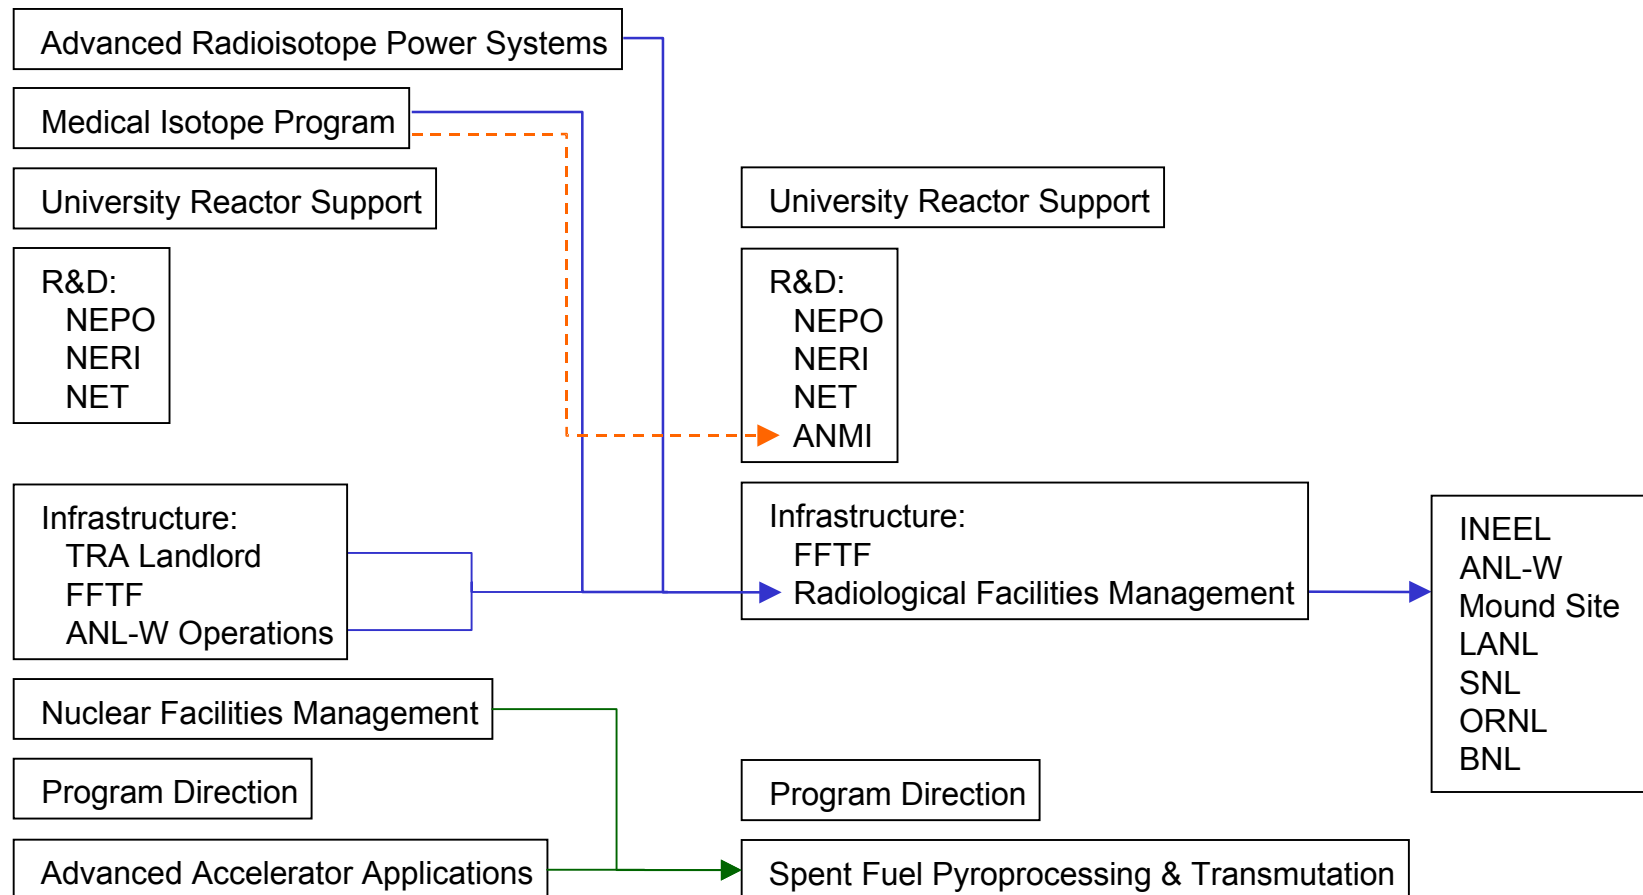 Advanced Radioisotope Power Systems
Medical Isotope Program
University Reactor Support
R&D:
NEPO
NERI
NET
Infrastructure:
TRA Landlord
FFTF
ANL-W Operations
Nuclear Facilities Management
Program Direction
Advanced Accelerator Applications
University Reactor Support
R&D:
NEPO
NERI
NET
ANMI
Infrastructure:
FFTF
Radiological Facilities Management
Program Direction
Spent Fuel Pyroprocessing & Transmutation
INEEL
ANL-W
Mound Site
LANL
SNL
ORNL
BNL